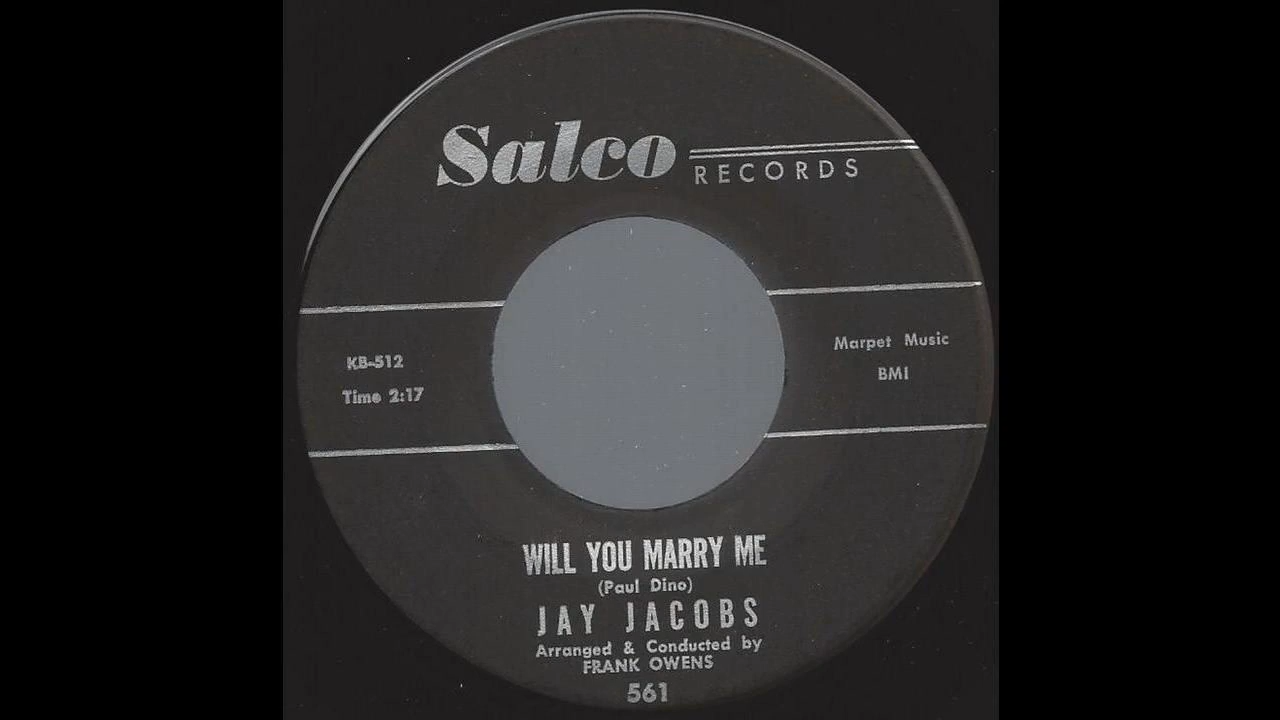 Salco
RECORDS
KB-512
Time 2:17
Marpet Music
BMI
WILL YOU MARRY ME
(Paul Dino)
JAY JACOBS
Arranged & Conducted by
FRANK OWENS
561